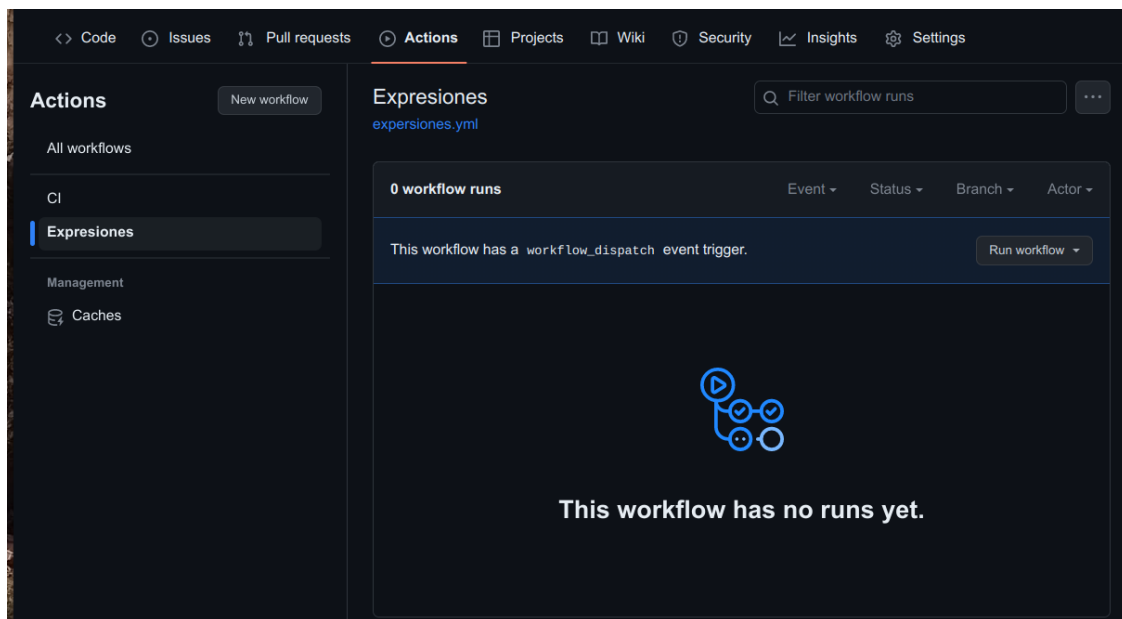 Code Issues Pull requests Actions Projects Wiki Security Insights Settings
Actions
New workflow
All workflows
CI
Expresiones
Management
Caches
Expresiones
expersiones.yml
Filter workflow runs
0 workflow runs
Event Status Branch Actor
This workflow has a workflow_dispatch event trigger.
Run workflow
This workflow has no runs yet.